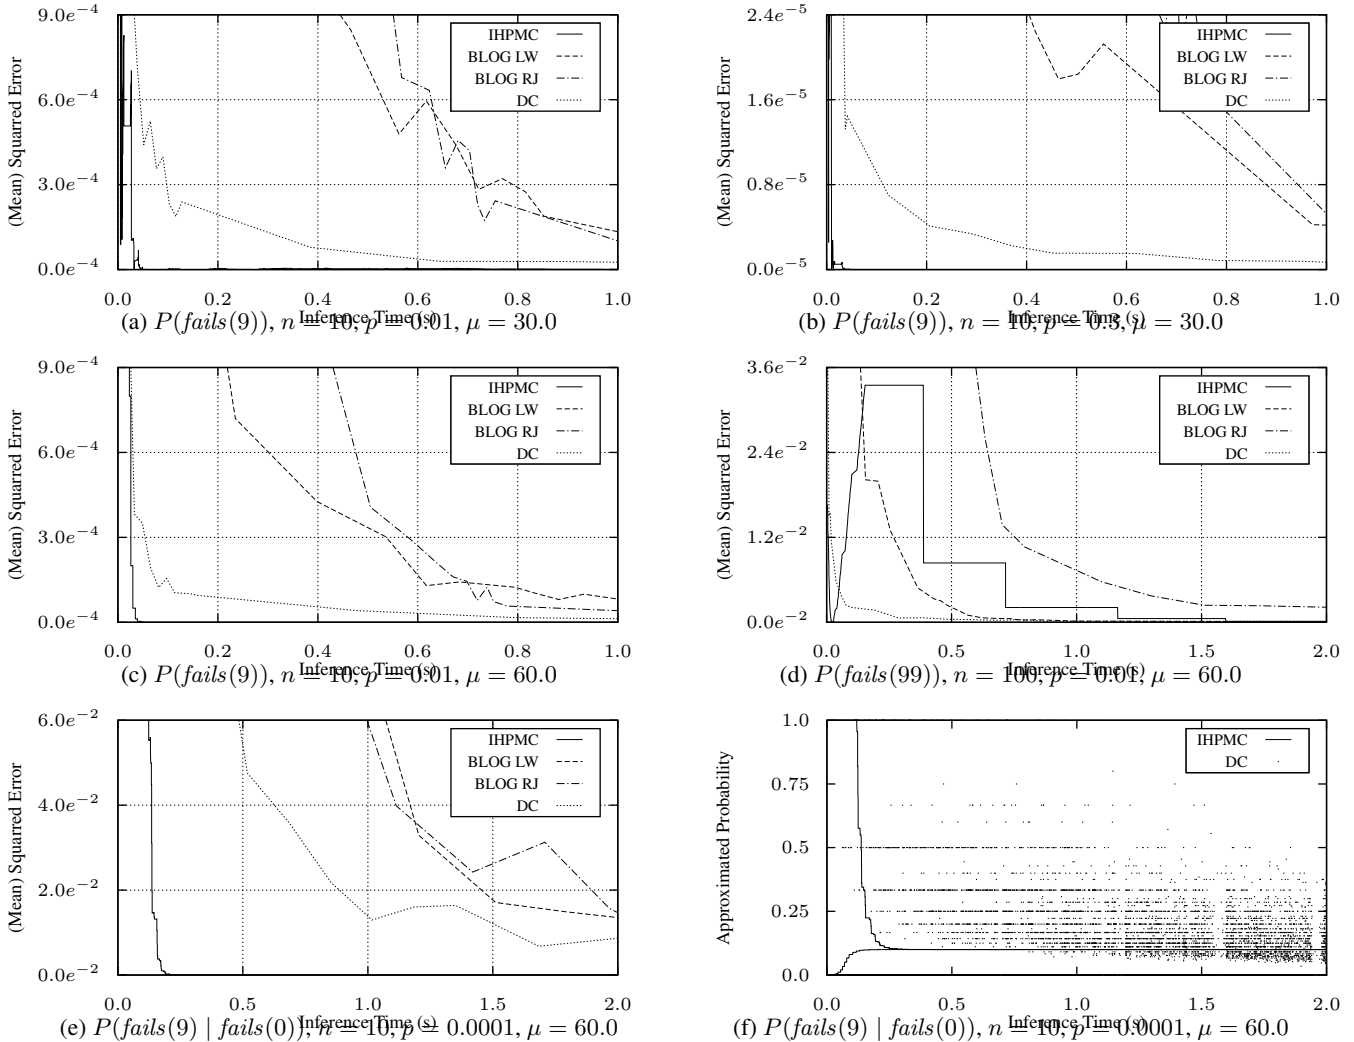 (Mean) Squarred Error
9.0e−4
6.0e−4
3.0e−4
0.0e−4
IHPMC
BLOG LW
BLOG RJ
DC
0.0 0.2 0.4 0.6 0.8 1.0
Inference Time (s)
(a) P(fails(9)), n = 10, p = 0.01, μ = 30.0
(Mean) Squarred Error
2.4e−5
1.6e−5
0.8e−5
0.0e−5
IHPMC
BLOG LW
BLOG RJ
DC
0.0 0.2 0.4 0.6 0.8 1.0
Inference Time (s)
(b) P(fails(9)), n = 10, p = 0.3, μ = 30.0
(Mean) Squarred Error
9.0e−4
6.0e−4
3.0e−4
0.0e−4
IHPMC
BLOG LW
BLOG RJ
DC
0.0 0.2 0.4 0.6 0.8 1.0
Inference Time (s)
(c) P(fails(9)), n = 10, p = 0.01, μ = 60.0
(Mean) Squarred Error
3.6e−2
2.4e−2
1.2e−2
0.0e−2
IHPMC
BLOG LW
BLOG RJ
DC
0.0 0.5 1.0 1.5 2.0
Inference Time (s)
(d) P(fails(99)), n = 100, p = 0.01, μ = 60.0
(Mean) Squarred Error
6.0e−2
4.0e−2
2.0e−2
0.0e−2
IHPMC
BLOG LW
BLOG RJ
DC
0.0 0.5 1.0 1.5 2.0
Inference Time (s)
(e) P(fails(9) | fails(0)), n = 10, p = 0.0001, μ = 60.0
Approximated Probability
1.0
0.75
0.5
0.25
0.0
IHPMC
DC
0.0 0.5 1.0 1.5 2.0
Inference Time (s)
(f) P(fails(9) | fails(0)), n = 10, p = 0.0001, μ = 60.0